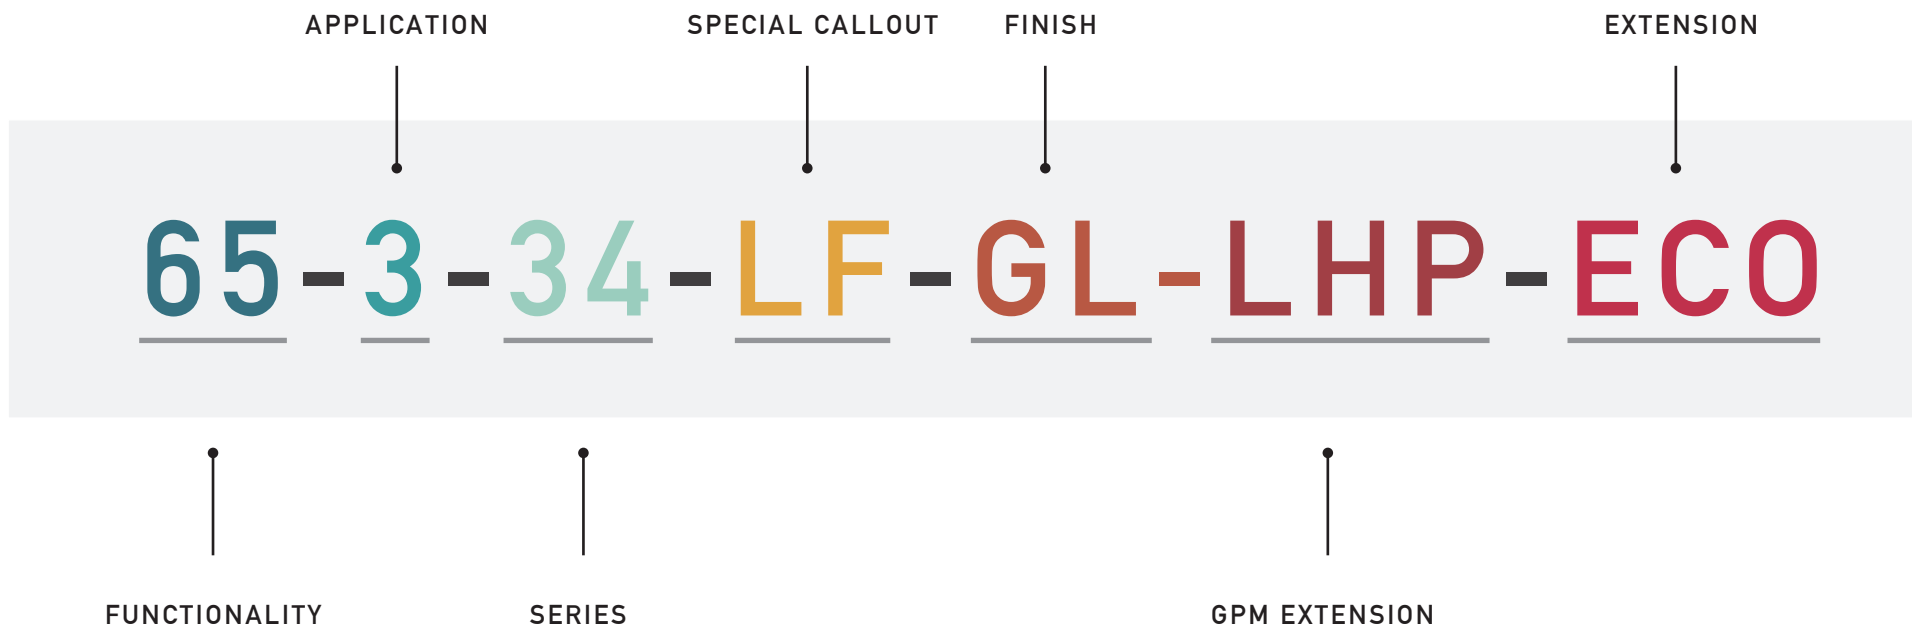 APPLICATION SPECIAL CALLOUT FINISH EXTENSION
65-3-34-LF-GL-LHP-ECO
FUNCTIONALITY SERIES GPM EXTENSION